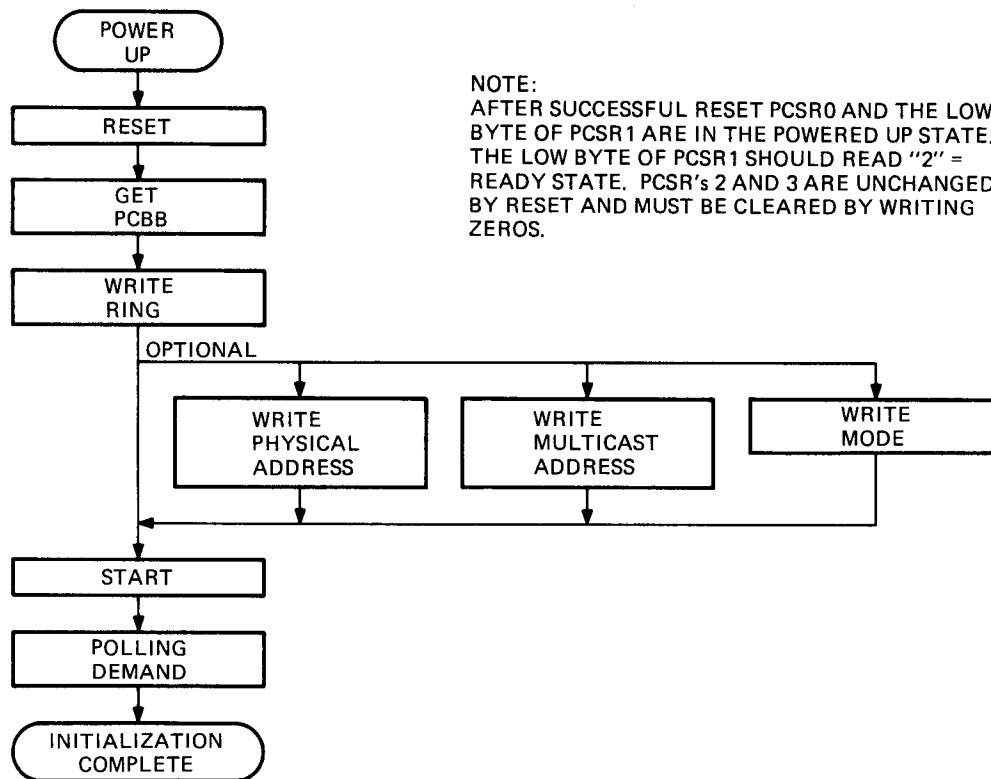 POWER
UP
NOTE:
AFTER SUCCESSFUL RESET PCSR0 AND THE LOW
BYTE OF PCSR1 ARE IN THE POWERED UP STATE.
THE LOW BYTE OF PCSR1 SHOULD READ "2" =
READY STATE. PCSR's 2 AND 3 ARE UNCHANGED
BY RESET AND MUST BE CLEARED BY WRITING
ZEROS.
RESET
GET
PCBB
WRITE
RING
OPTIONAL
WRITE
PHYSICAL
ADDRESS
WRITE
MULTICAST
ADDRESS
WRITE
MODE
START
POLLING
DEMAND
INITIALIZATION
COMPLETE